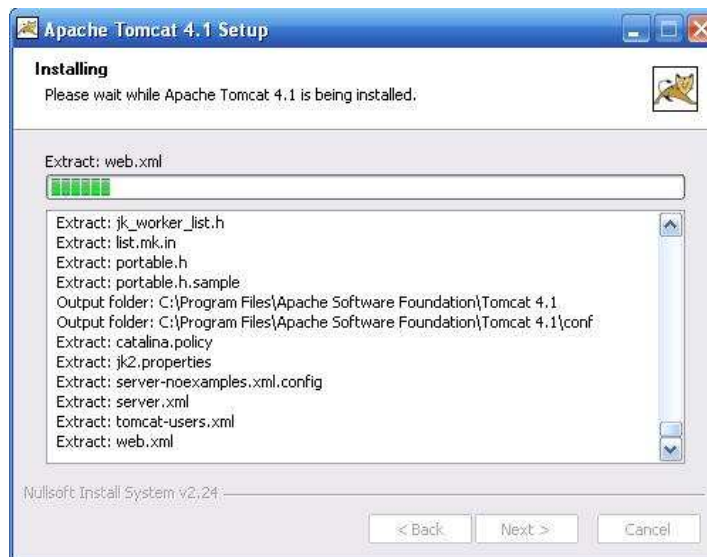 Apache Tomcat 4.1 Setup
Installing
Please wait while Apache Tomcat 4.1 is being installed.
Extract: web.xml
Extract: jk_worker_list.h
Extract: list.mk.in
Extract: portable.h
Extract: portable.h.sample
Output folder: C:\Program Files\Apache Software Foundation\Tomcat 4.1
Output folder: C:\Program Files\Apache Software Foundation\Tomcat 4.1\conf
Extract: catalina.policy
Extract: jk2.properties
Extract: server-noexamples.xml.config
Extract: server.xml
Extract: tomcat-users.xml
Extract: web.xml
Nullsoft Install System v2.24
< Back Next > Cancel